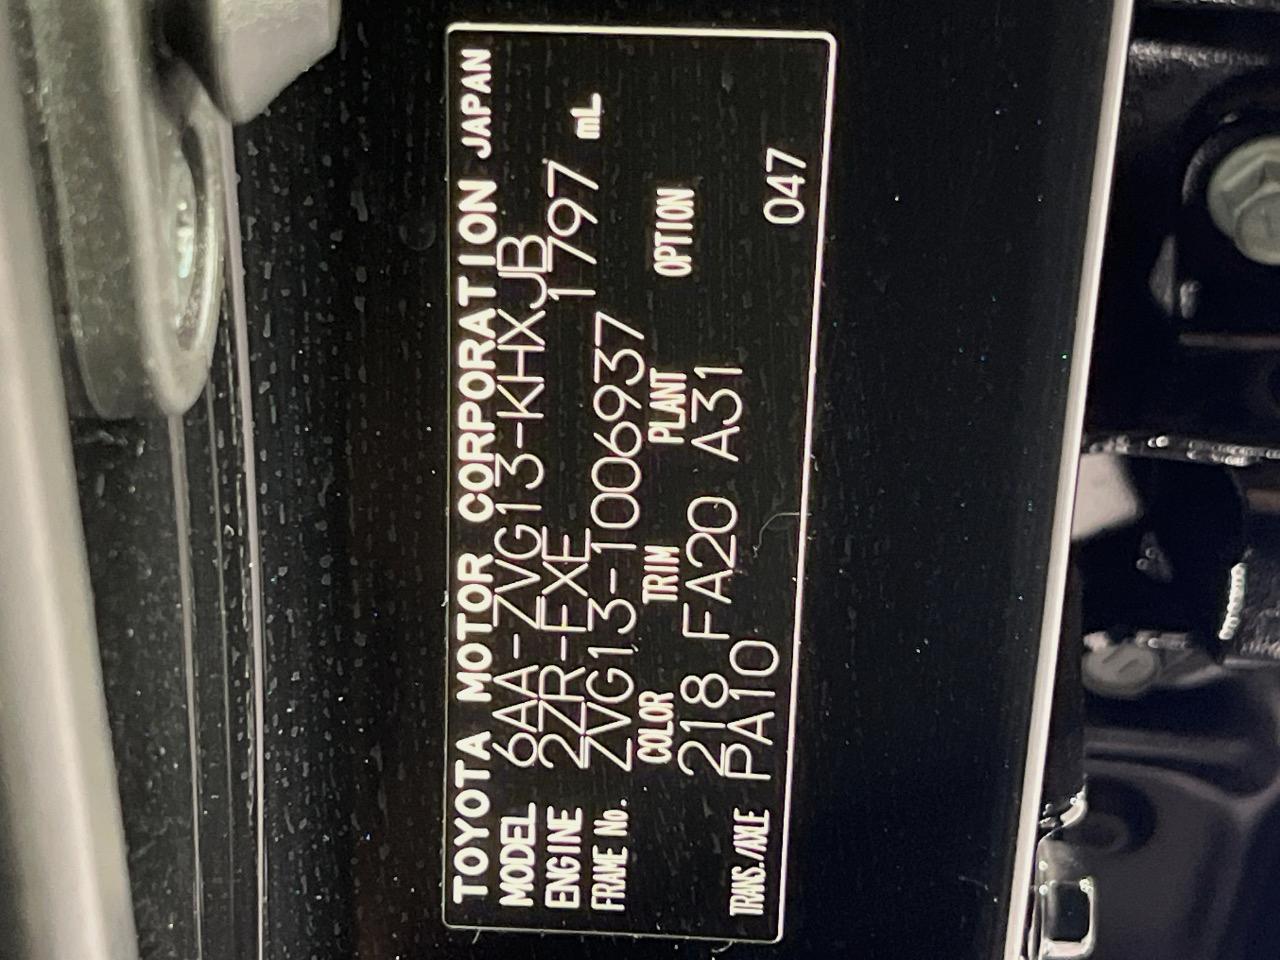 TOYOTA MOTOR CORPORATION JAPAN
MODEL 6AA-ZVG13-KHXJB
ENGINE 2ZR-FXE 1797 mL
FRAME No. ZVG13-1006937
COLOR TRIM PLANT OPTION
218 FA20 A31
TRANS./AXLE PA10 047